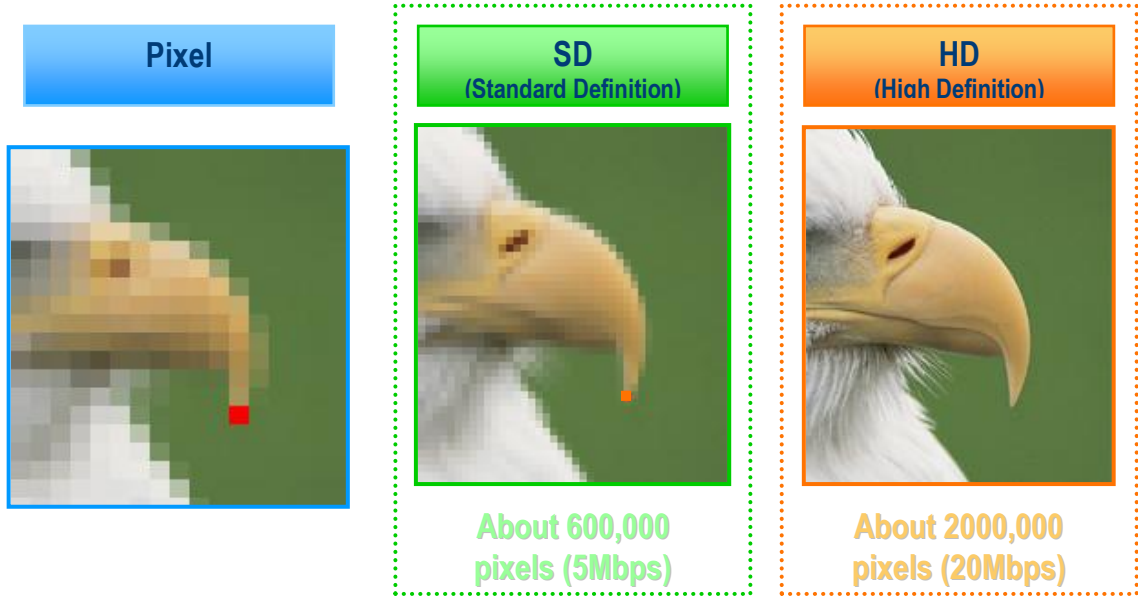 Pixel
SD
(Standard Definition)
HD
(High Definition)
About 600,000
pixels (5Mbps)
About 2000,000
pixels (20Mbps)